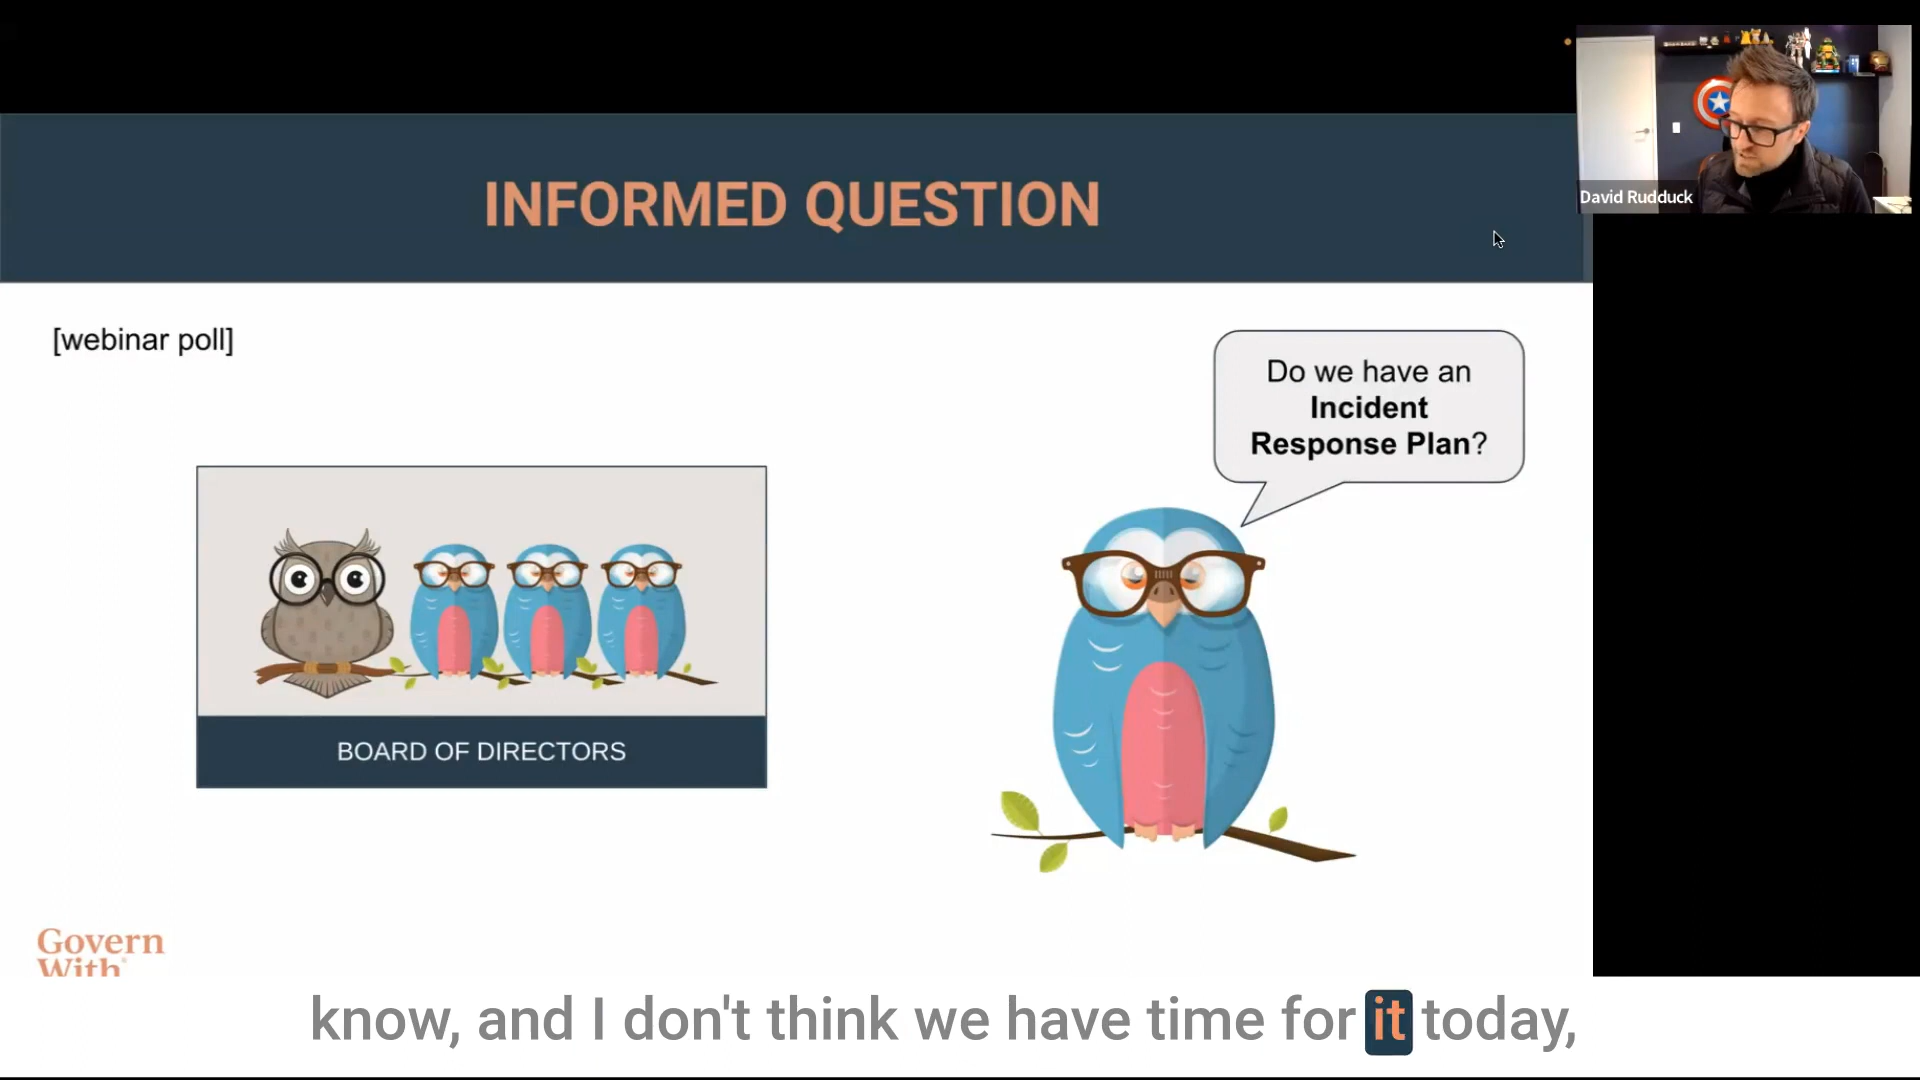 David Rudduck
INFORMED QUESTION
[webinar poll]
Do we have an
Incident
Response Plan?
BOARD OF DIRECTORS
Govern
With
know, and I don't think we have time for it today,